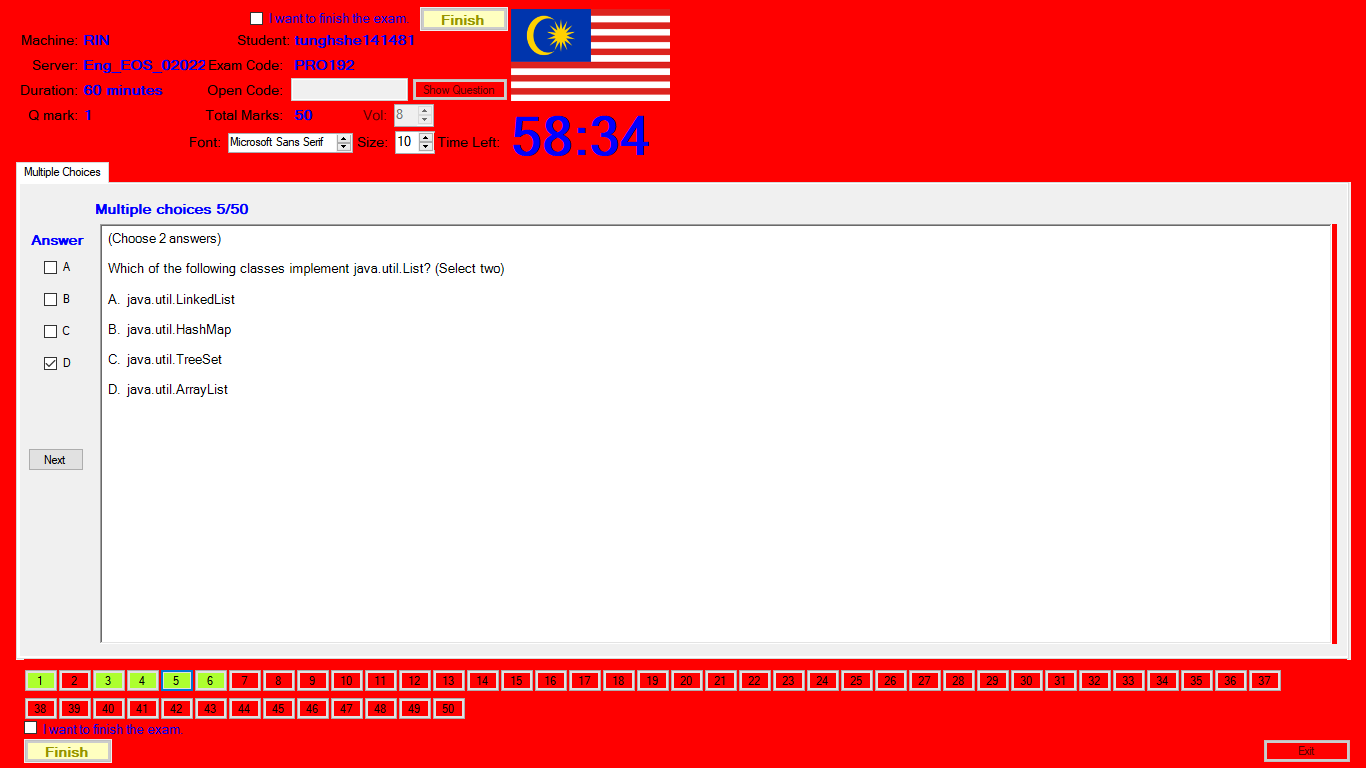 I want to finish the exam. Finish
Machine: RIN Student: tunghshe141481
Server: Eng_EOS_02022 Exam Code: PRO192
Duration: 60 minutes Open Code: Show Question
Q mark: 1 Total Marks: 50 Vol: 8
Font: Microsoft Sans Serif Size: 10 Time Left: 58:34
Multiple Choices
Multiple choices 5/50
Answer
A
B
C
D
Next
(Choose 2 answers)
Which of the following classes implement java.util.List? (Select two)
A. java.util.LinkedList
B. java.util.HashMap
C. java.util.TreeSet
D. java.util.ArrayList
1 2 3 4 5 6 7 8 9 10 11 12 13 14 15 16 17 18 19 20 21 22 23 24 25 26 27 28 29 30 31 32 33 34 35 36 37
38 39 40 41 42 43 44 45 46 47 48 49 50
I want to finish the exam.
Finish Exit